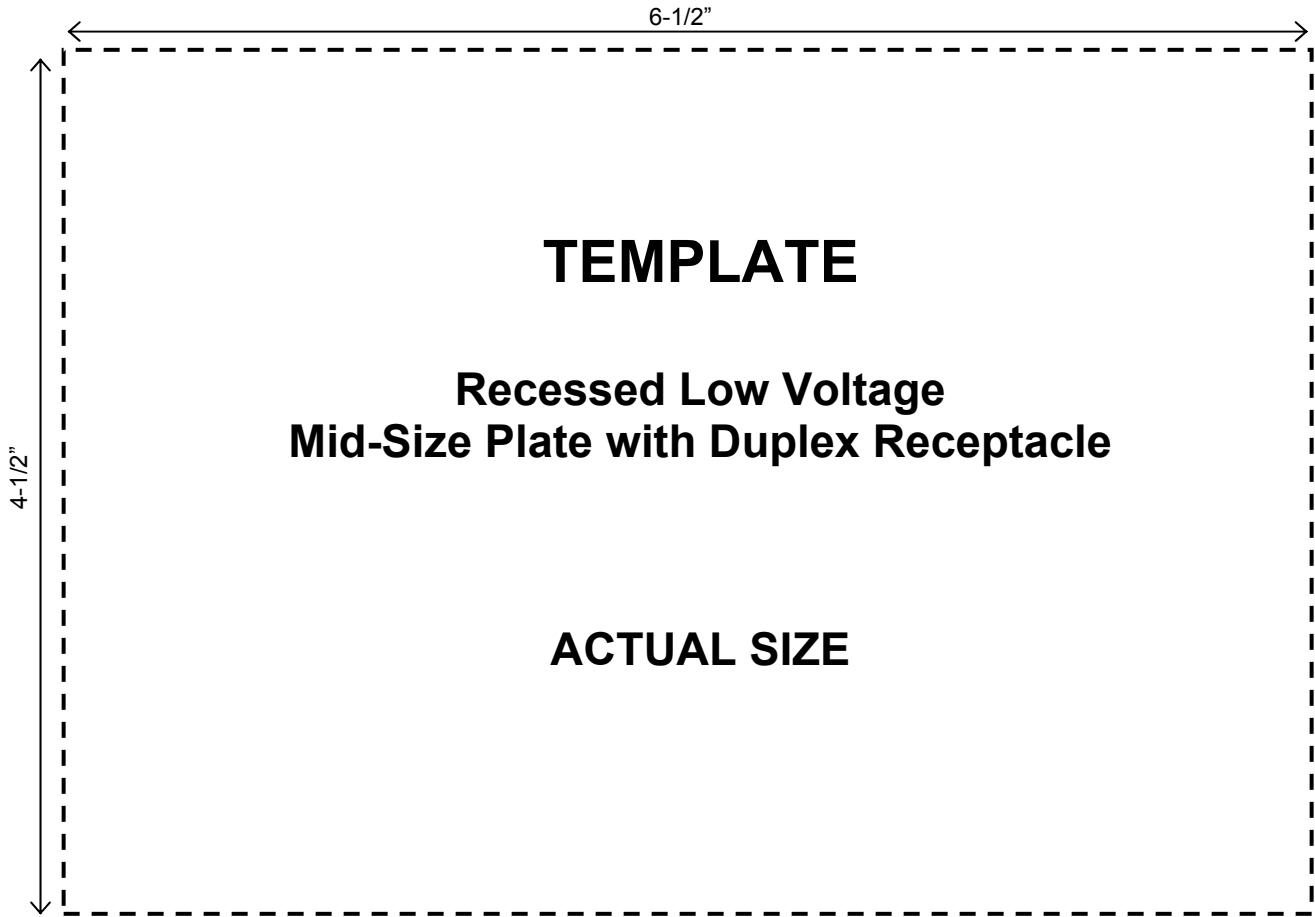 6-1/2”
4-1/2”
TEMPLATE
Recessed Low Voltage
Mid-Size Plate with Duplex Receptacle
ACTUAL SIZE